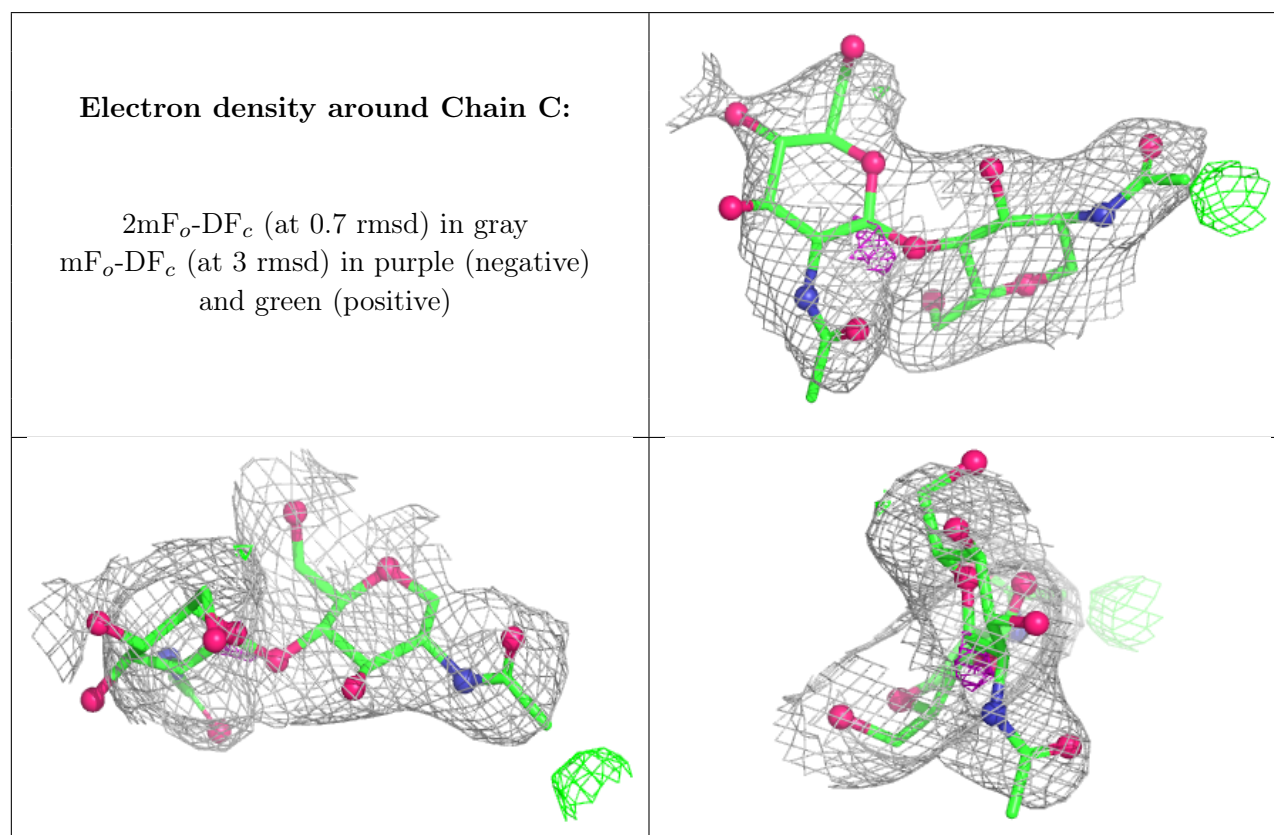 Electron density around Chain C:
2mFₒ-DF𝒸 (at 0.7 rmsd) in gray
mFₒ-DF𝒸 (at 3 rmsd) in purple (negative)
and green (positive)